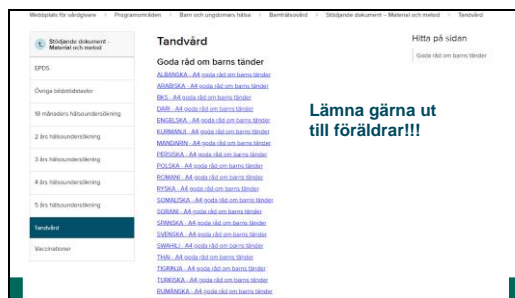 Webbplats för vårdgivare / Programområden / Barn och ungdomars hälsa / Barnhälsovård / Stödjande dokument – Material och metod / Tandvård
Stödjande dokument -
Material och metod
EPDS
Övriga bildstödstavlor
18 månaders hälsoundersökning
2 års hälsoundersökning
3 års hälsoundersökning
4 års hälsoundersökning
5 års hälsoundersökning
Tandvård
Vaccinationer
Tandvård
Goda råd om barns tänder
ALBANSKA - A4 goda råd om barns tänder
ARABISKA - A4 goda råd om barns tänder
BKS - A4 goda råd om barns tänder
DARI - A4 goda råd om barns tänder
ENGELSKA - A4 goda råd om barns tänder
KURMANJI - A4 goda råd om barns tänder
MANDARIN - A4 goda råd om barns tänder
PERSISKA - A4 goda råd om barns tänder
POLSKA - A4 goda råd om barns tänder
ROMANI - A4 goda råd om barns tänder
RYSKA - A4 goda råd om barns tänder
SOMALISKA - A4 goda råd om barns tänder
SORANI - A4 goda råd om barns tänder
SPANSKA - A4 goda råd om barns tänder
SVENSKA - A4 goda råd om barns tänder
SWAHILI - A4 goda råd om barns tänder
THAI - A4 goda råd om barns tänder
TIGRINJA - A4 goda råd om barns tänder
TURKISKA - A4 goda råd om barns tänder
RUMÄNSKA - A4 goda råd om barns tänder
Lämna gärna ut
till föräldrar!!!
Hitta på sidan
Goda råd om barns tänder